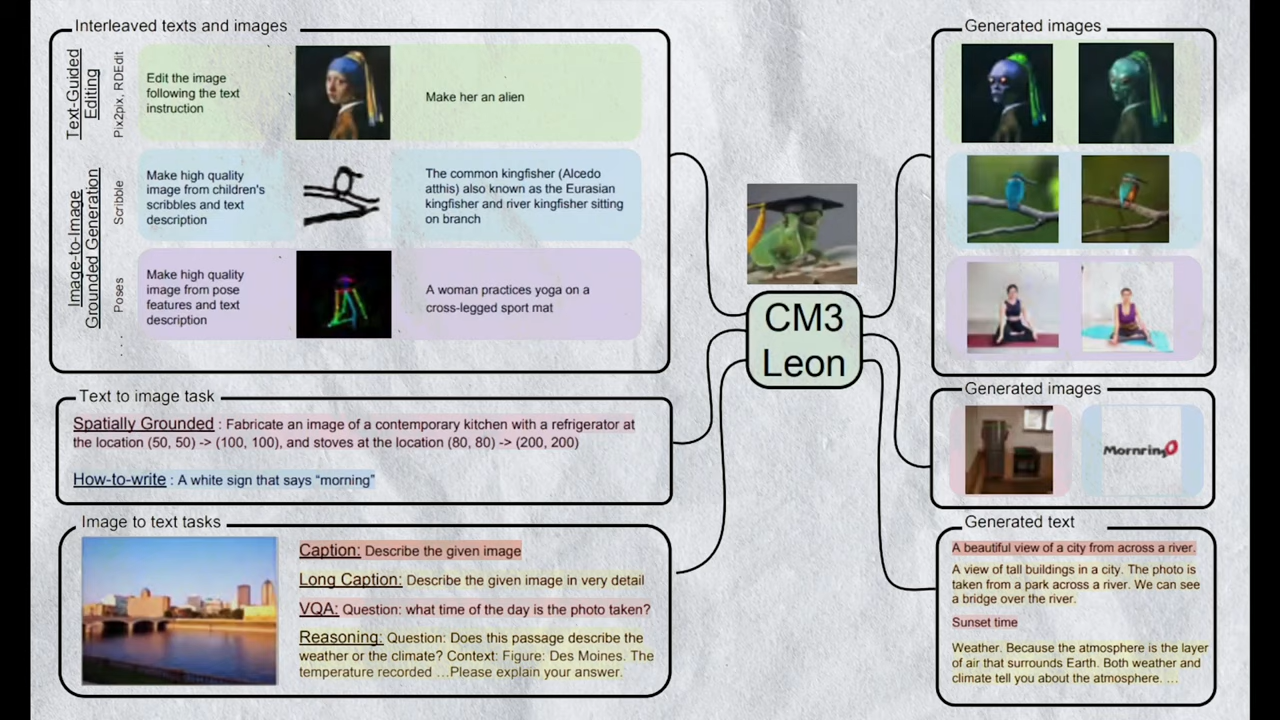 Interleaved texts and images
Text-Guided
Editing
Pix2pix, RDEdit
Edit the image
following the text
instruction
Make her an alien
Image-to-Image
Grounded Generation
Scribble
Make high quality
image from children's
scribbles and text
description
The common kingfisher (Alcedo
atthis) also known as the Eurasian
kingfisher and river kingfisher sitting
on branch
Poses
Make high quality
image from pose
features and text
description
A woman practices yoga on a
cross-legged sport mat
. . . .
Text to image task
Spatially Grounded : Fabricate an image of a contemporary kitchen with a refrigerator at
the location (50, 50) -> (100, 100), and stoves at the location (80, 80) -> (200, 200)
How-to-write : A white sign that says “morning”
Image to text tasks
Caption: Describe the given image
Long Caption: Describe the given image in very detail
VQA: Question: what time of the day is the photo taken?
Reasoning: Question: Does this passage describe the
weather or the climate? Context: Figure: Des Moines. The
temperature recorded …Please explain your answer.
CM3
Leon
Generated images
Generated images
Mornring
Generated text
A beautiful view of a city from across a river.
A view of tall buildings in a city. The photo is
taken from a park across a river. We can see
a bridge over the river.
Sunset time
Weather. Because the atmosphere is the layer
of air that surrounds Earth. Both weather and
climate tell you about the atmosphere. …